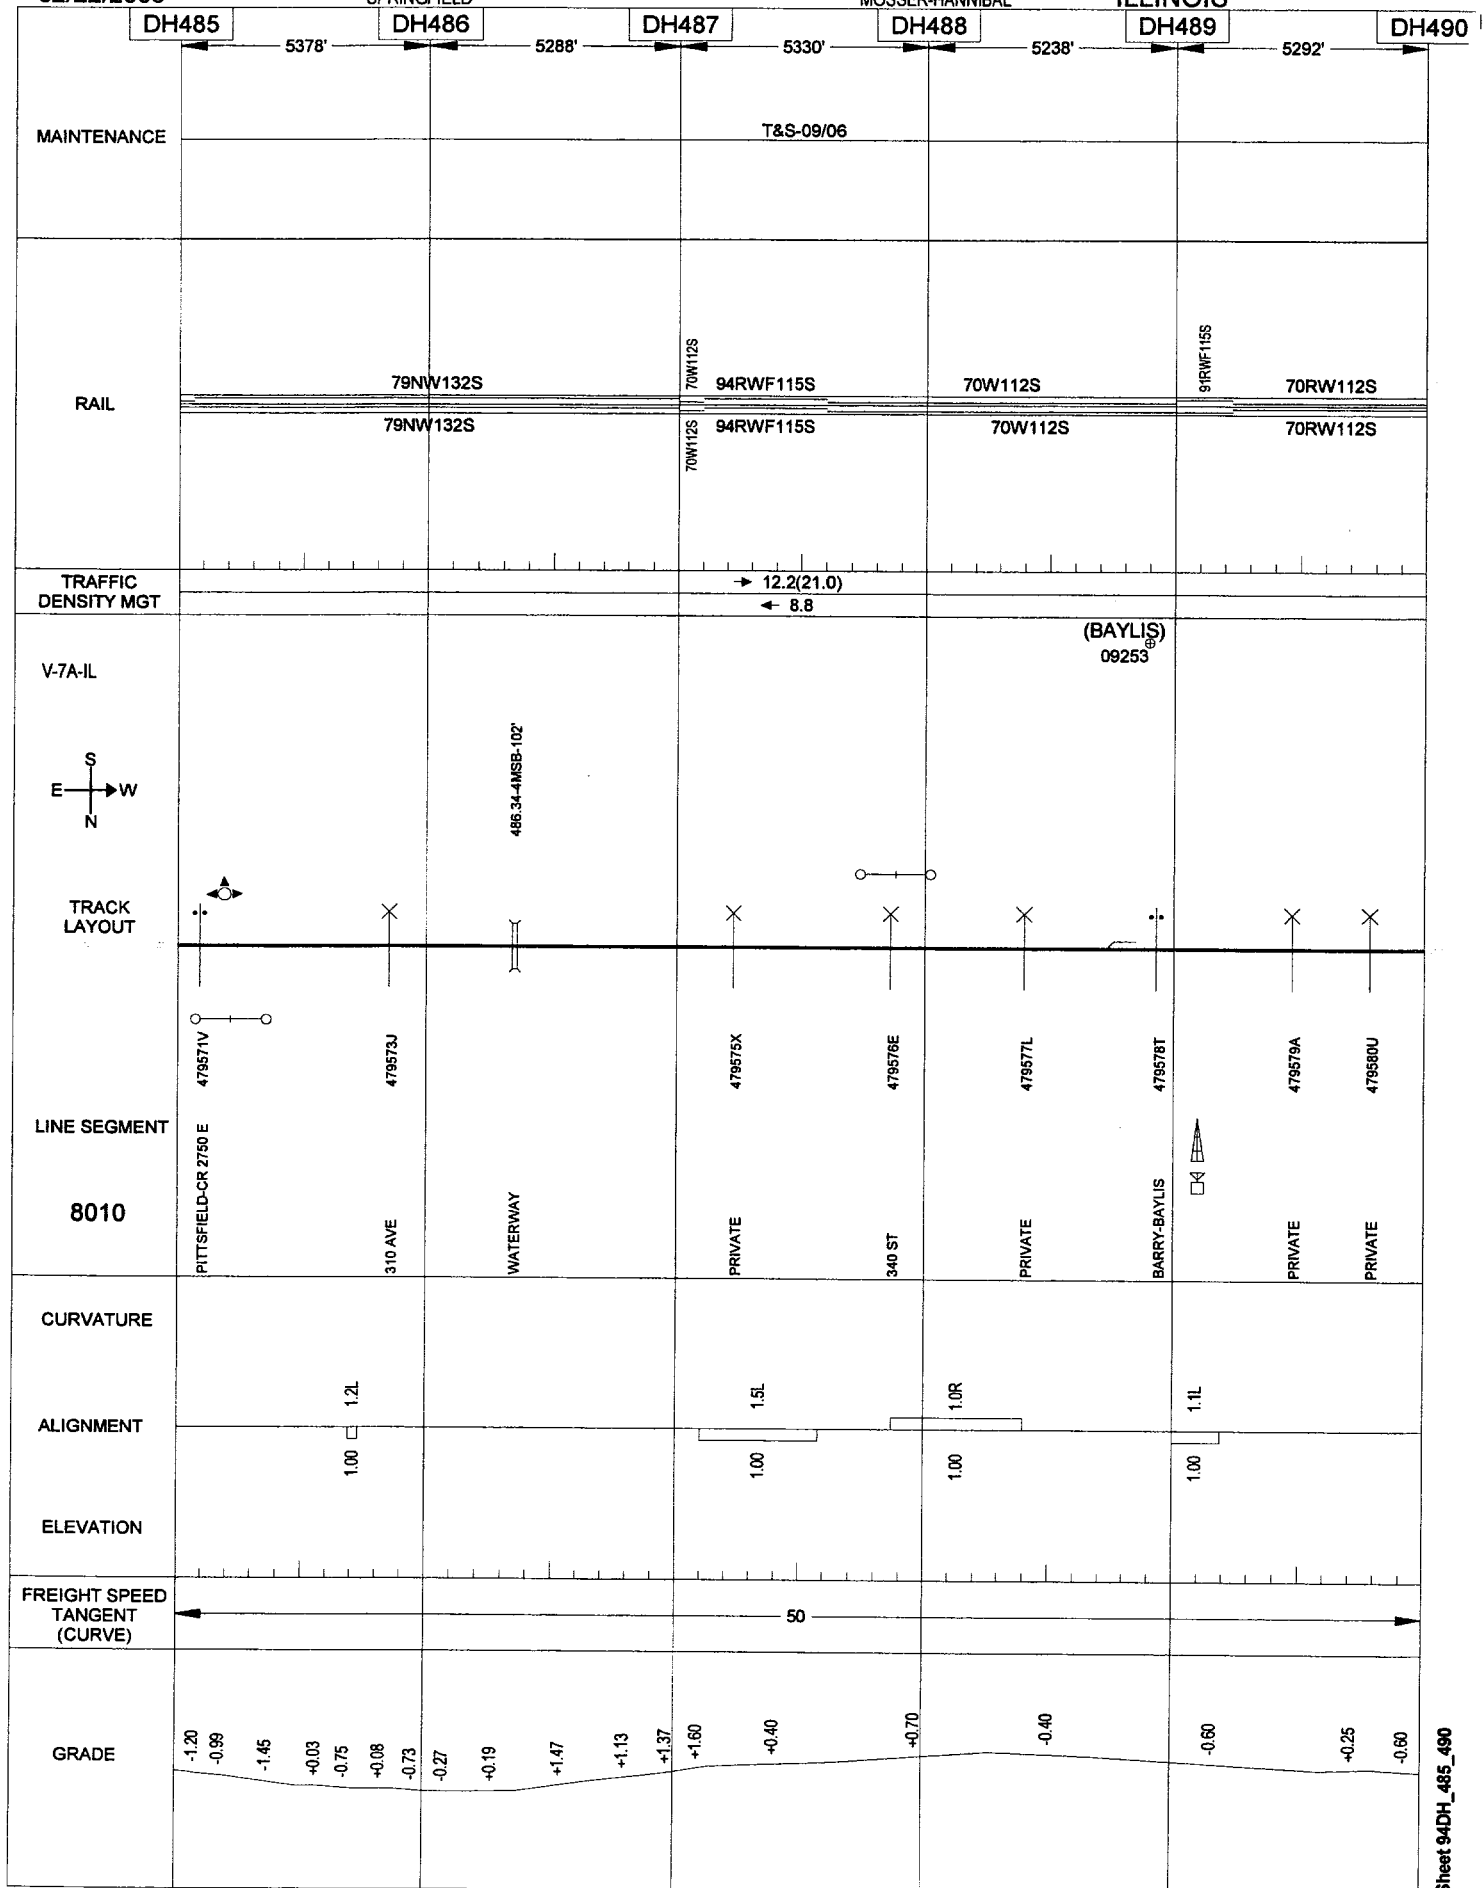 SPRINGFIELD
MOSSER-HANNIBAL
ILLINOIS
DH485
DH486
DH487
DH488
DH489
DH490
5378'
5288'
5330'
5238'
5292'
MAINTENANCE
T&S-09/06
RAIL
79NW132S
70W112S
94RWF115S
70W112S
91RWF115S
70RW112S
79NW132S
70W112S
94RWF115S
70W112S
70RW112S
TRAFFIC
DENSITY MGT
12.2(21.0)
8.8
V-7A-IL
(BAYLIS)
09253
S
E W
N
486.34-4MSB-102'
TRACK
LAYOUT
479571V
479573J
479575X
479576E
479577L
479578T
479579A
479580U
LINE SEGMENT
8010
PITTSFIELD-CR 2750 E
310 AVE
WATERWAY
PRIVATE
340 ST
PRIVATE
BARRY-BAYLIS
PRIVATE
PRIVATE
CURVATURE
1.2L
1.5L
1.0R
1.1L
ALIGNMENT
1.00
1.00
1.00
1.00
ELEVATION
FREIGHT SPEED
TANGENT
(CURVE)
50
GRADE
-1.20
-0.99
-1.45
+0.03
-0.75
+0.08
-0.73
-0.27
+0.19
+1.47
+1.13
+1.37
+1.60
+0.40
+0.70
-0.40
-0.60
+0.25
-0.60
Sheet 94DH_485_490